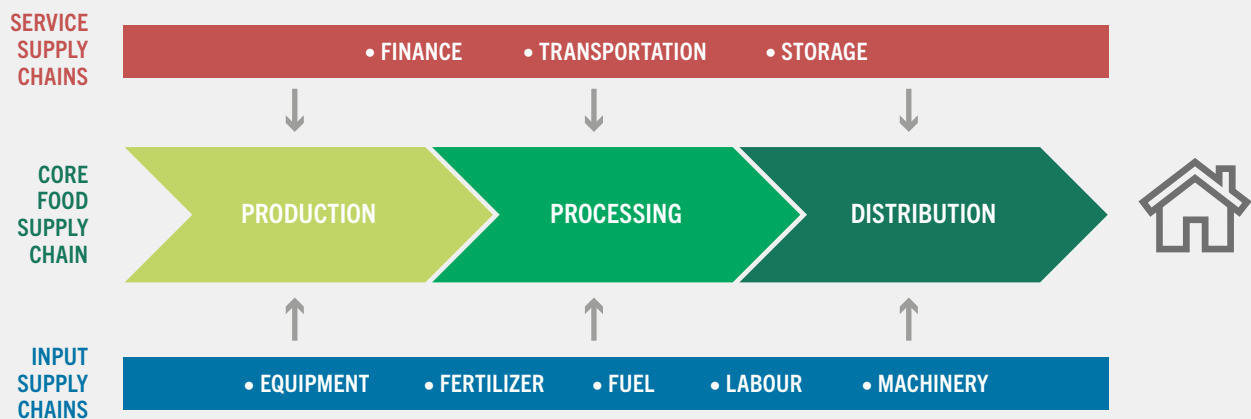 SERVICE
SUPPLY
CHAINS
• FINANCE • TRANSPORTATION • STORAGE
CORE
FOOD
SUPPLY
CHAIN
PRODUCTION PROCESSING DISTRIBUTION
INPUT
SUPPLY
CHAINS
• EQUIPMENT • FERTILIZER • FUEL • LABOUR • MACHINERY